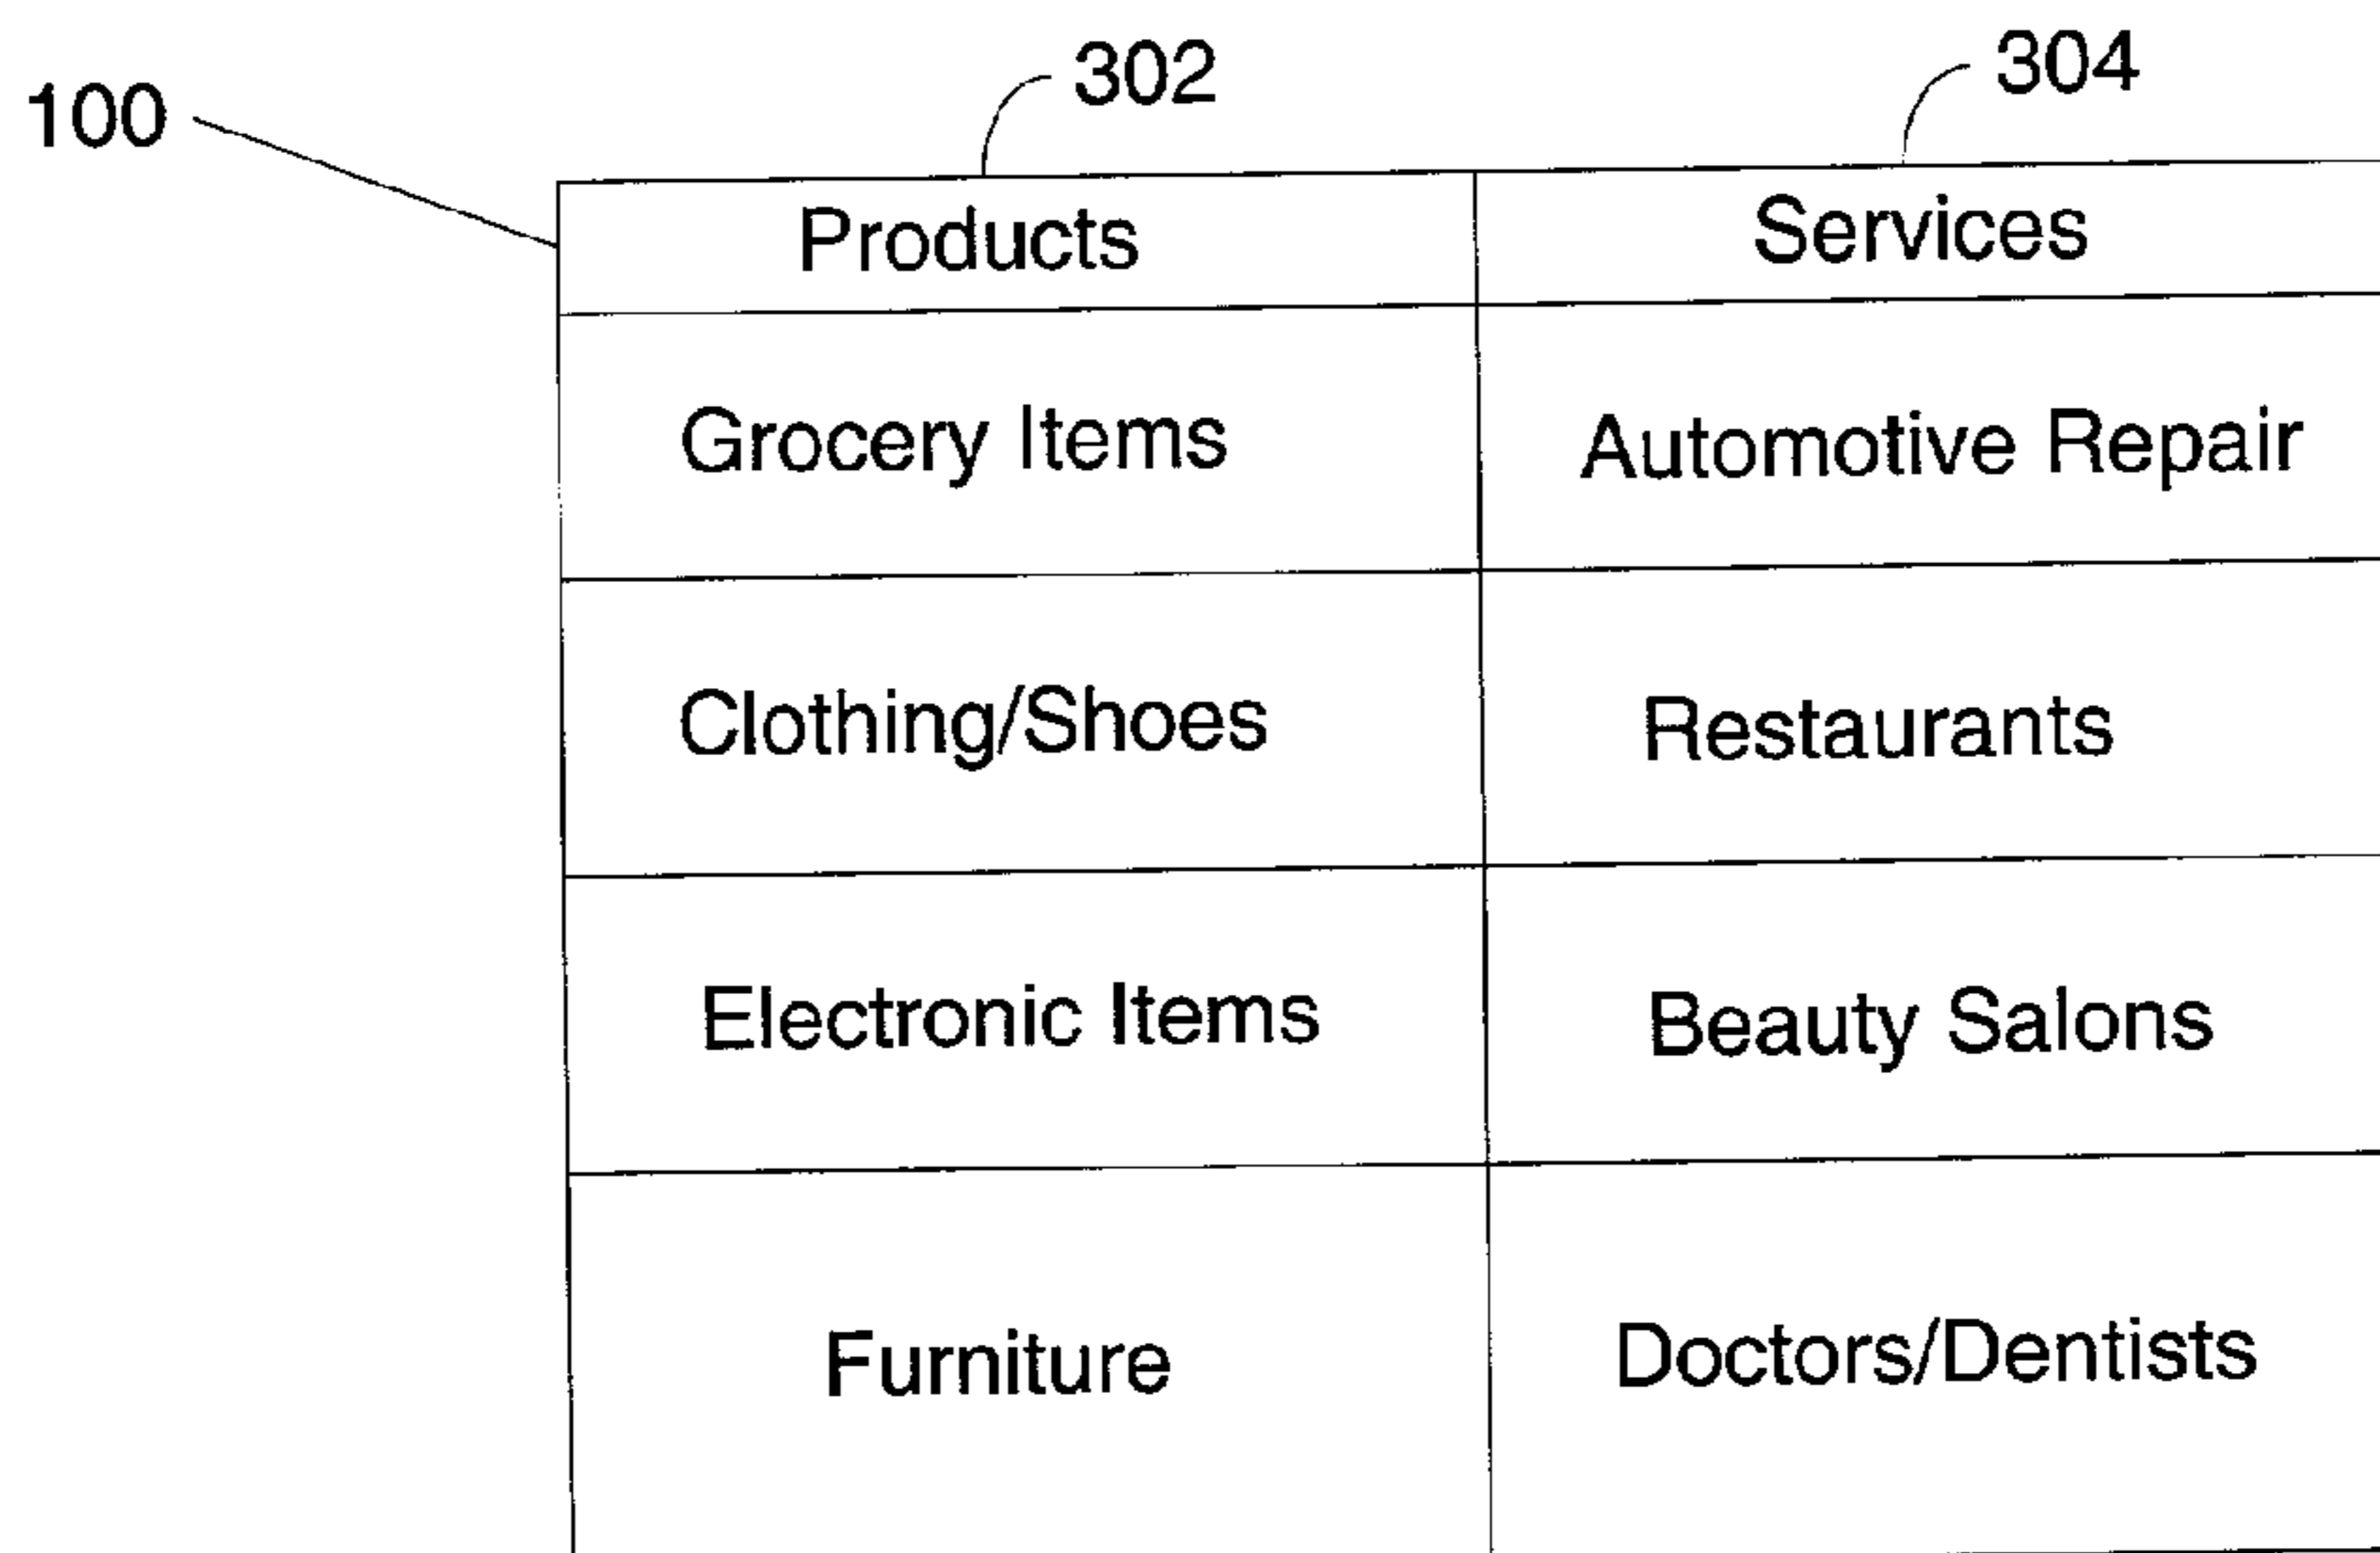 100
302
304
Products
Services
Grocery Items
Automotive Repair
Clothing/Shoes
Restaurants
Electronic Items
Beauty Salons
Furniture
Doctors/Dentists